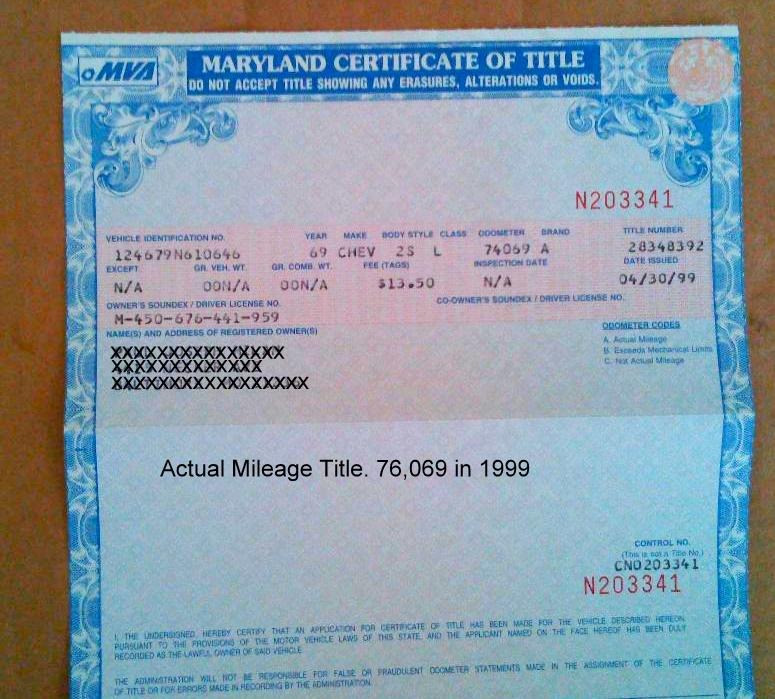 MVA
MARYLAND CERTIFICATE OF TITLE
DO NOT ACCEPT TITLE SHOWING ANY ERASURES, ALTERATIONS OR VOIDS.
N203341
VEHICLE IDENTIFICATION NO. YEAR MAKE BODY STYLE CLASS ODOMETER BRAND TITLE NUMBER
124679N610646 69 CHEV 2S L 74069 A 28348392
EXCEPT GR. VEH. WT. GR. COMB. WT. FEE (TAGS) INSPECTION DATE DATE ISSUED
N/A 00N/A 00N/A $13.50 N/A 04/30/99
OWNER'S SOUNDEX / DRIVER LICENSE NO. CO-OWNER'S SOUNDEX / DRIVER LICENSE NO.
M-450-676-441-959
NAME(S) AND ADDRESS OF REGISTERED OWNER(S)
ODOMETER CODES
A. Actual Mileage
B. Exceeds Mechanical Limits
C. Not Actual Mileage
Actual Mileage Title. 76,069 in 1999
CONTROL NO.
(This is not a Title No.)
CN0203341
N203341
I, THE UNDERSIGNED, HEREBY CERTIFY THAT AN APPLICATION FOR CERTIFICATE OF TITLE HAS BEEN MADE FOR THE VEHICLE DESCRIBED HEREON,
PURSUANT TO THE PROVISIONS OF THE MOTOR VEHICLE LAWS OF THIS STATE, AND THE APPLICANT NAMED ON THE FACE HEREOF HAS BEEN DULY
RECORDED AS THE LAWFUL OWNER OF SAID VEHICLE.
THE ADMINISTRATION WILL NOT BE RESPONSIBLE FOR FALSE OR FRAUDULENT ODOMETER STATEMENTS MADE IN THE ASSIGNMENT OF THE CERTIFICATE
OF TITLE OR FOR ERRORS MADE IN RECORDING BY THE ADMINISTRATION.